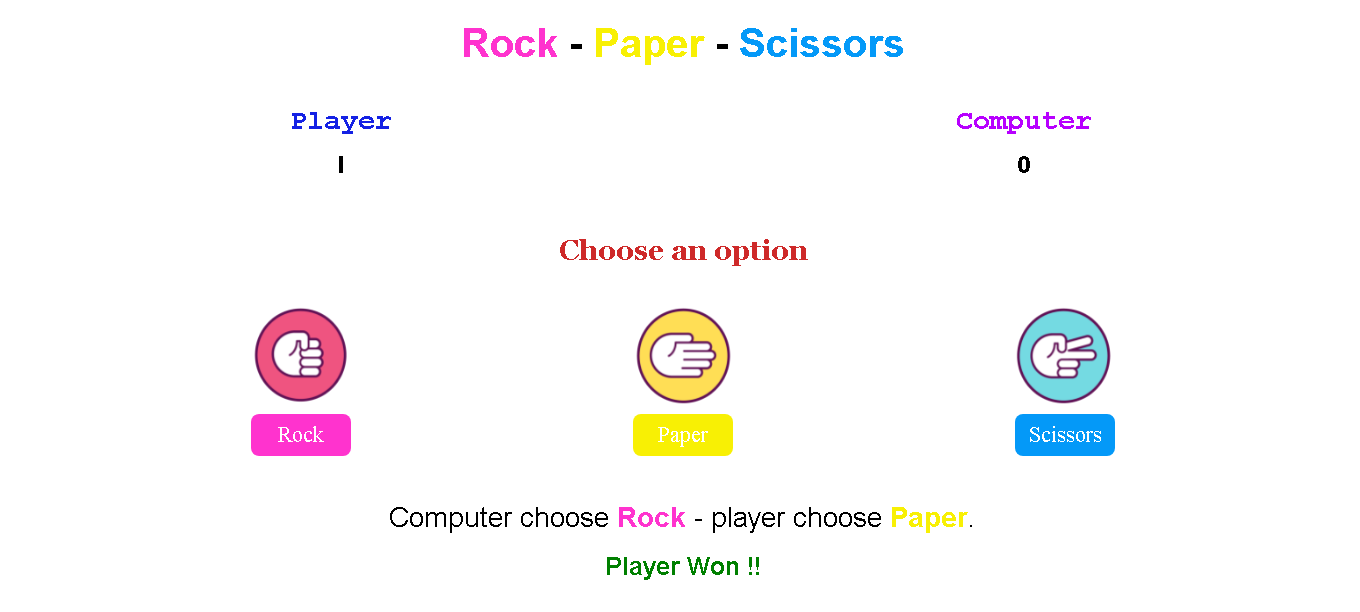 Rock - Paper - Scissors
Player
Computer
1
0
Choose an option
Rock
Paper
Scissors
Computer choose Rock - player choose Paper.
Player Won !!